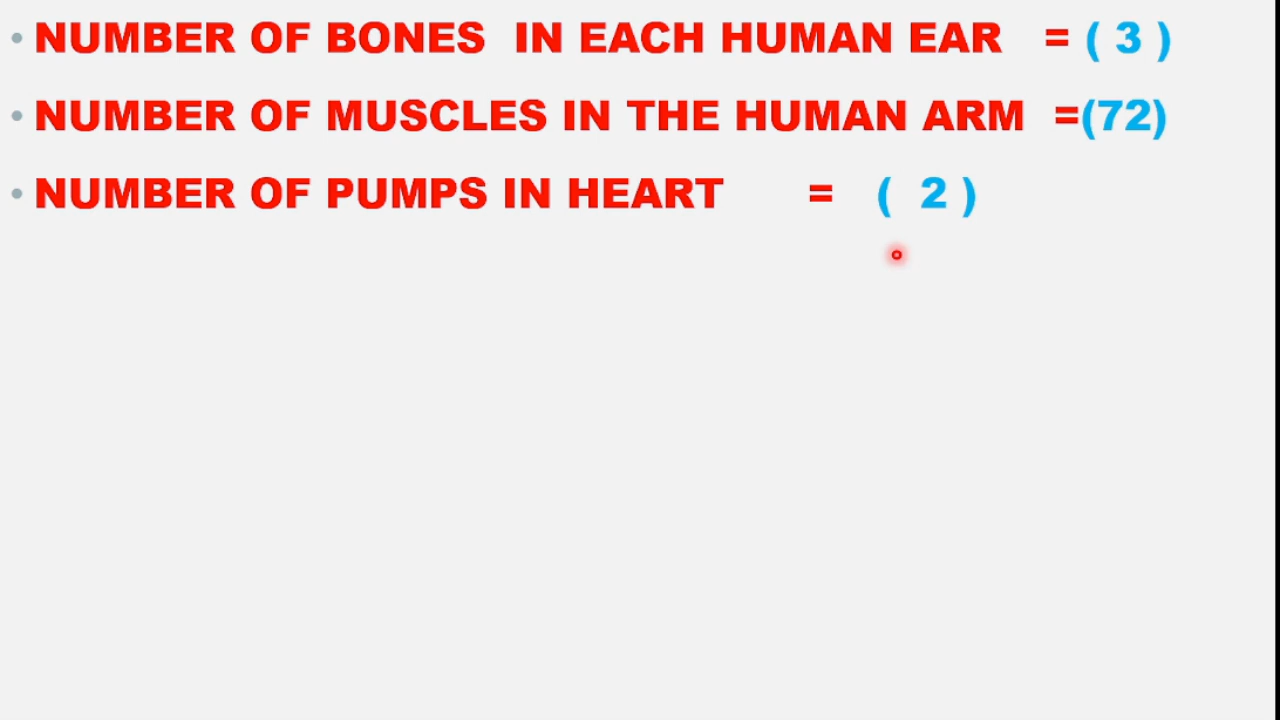 • NUMBER OF BONES IN EACH HUMAN EAR = ( 3 )
• NUMBER OF MUSCLES IN THE HUMAN ARM =(72)
• NUMBER OF PUMPS IN HEART = ( 2 )